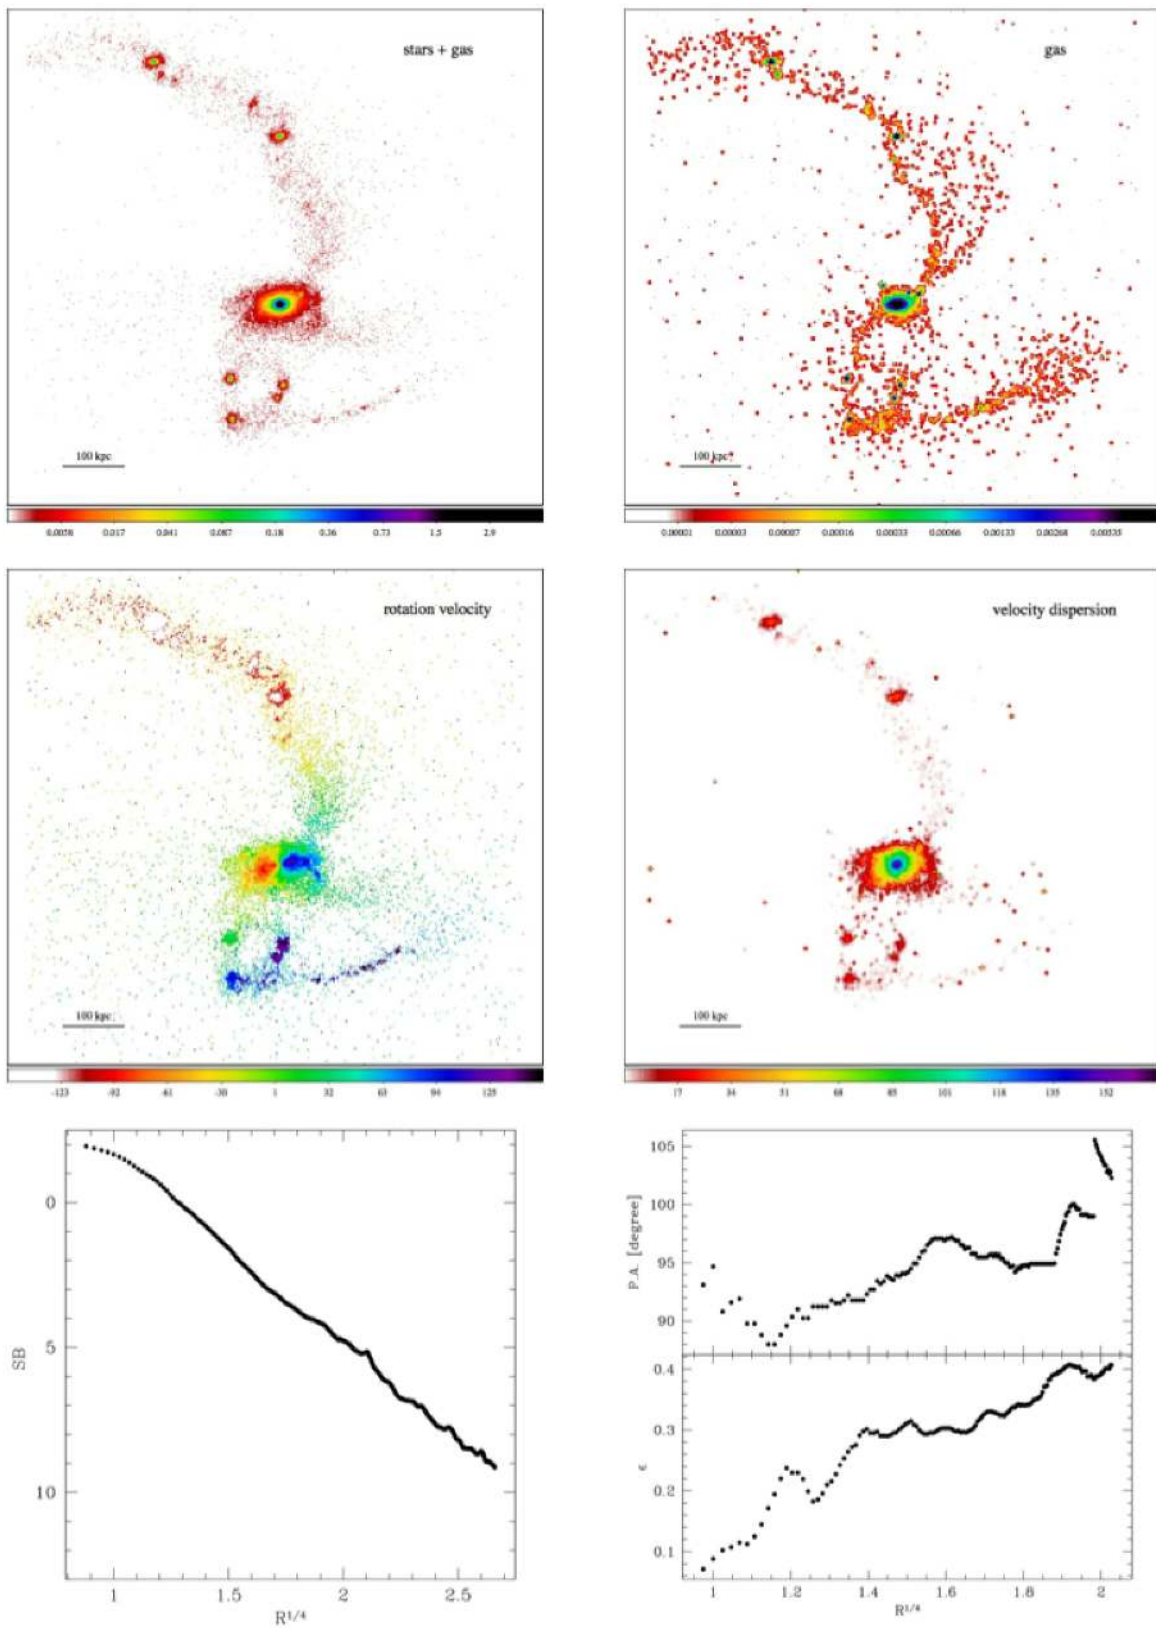 stars + gas
gas
100 kpc
100 kpc
0.0058 0.017 0.041 0.087 0.18 0.36 0.73 1.5 2.9
0.00001 0.00003 0.00007 0.00016 0.00033 0.00066 0.00133 0.00268 0.00535
rotation velocity
velocity dispersion
100 kpc
100 kpc
-123 -92 -61 -30 1 32 63 94 125
17 34 51 68 85 101 118 135 152
SB
0
5
10
1 1.5 2 2.5
R1/4
P.A. [degree]
105
100
95
90
ϵ
0.4
0.3
0.2
0.1
1 1.2 1.4 1.6 1.8 2
R1/4